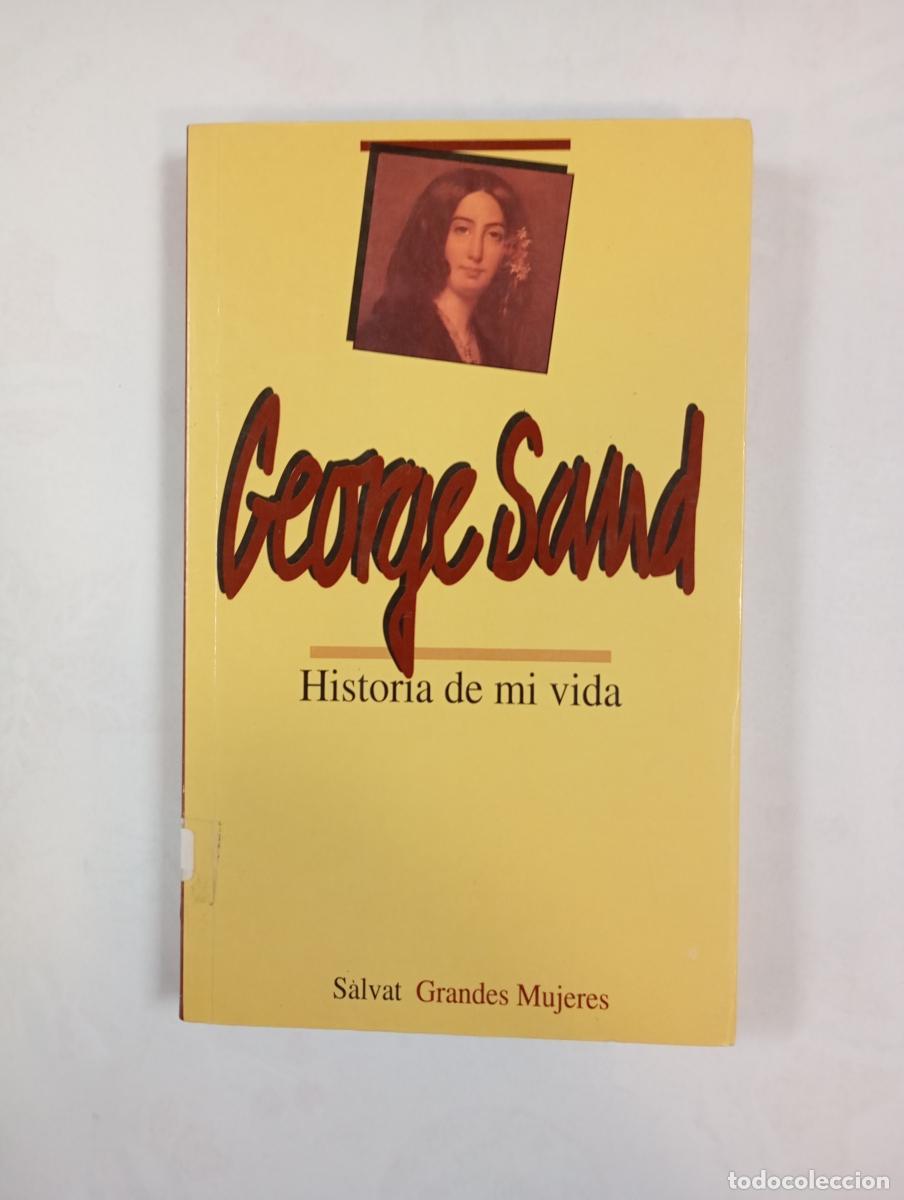 George Sand
Historia de mi vida
Salvat Grandes Mujeres
todocoleccion